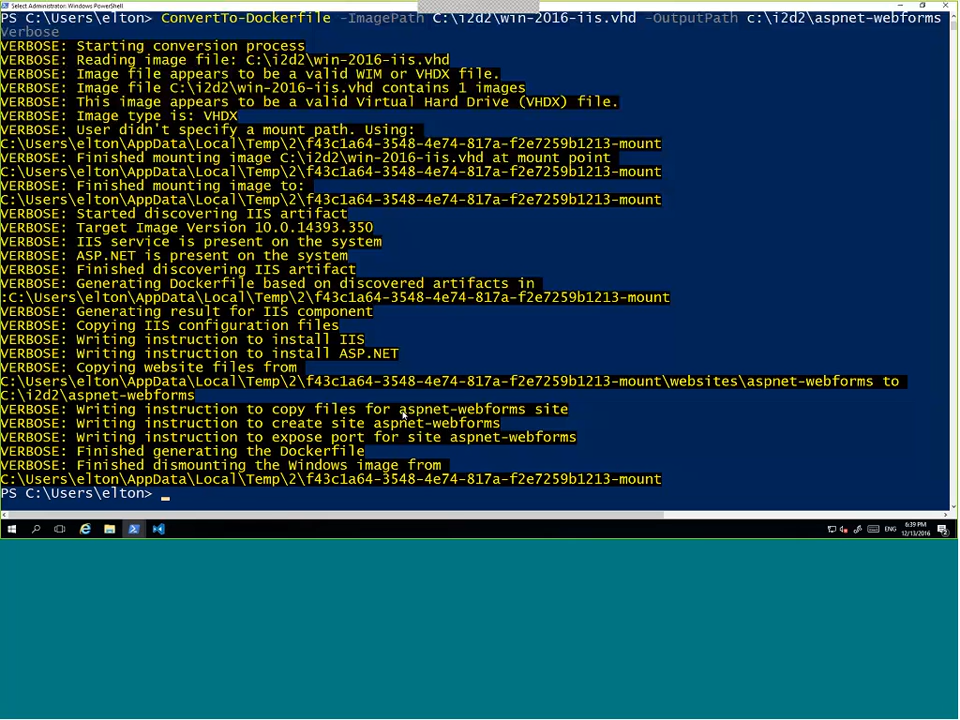 Select Administrator: Windows PowerShell
PS C:\Users\elton> ConvertTo-Dockerfile -ImagePath C:\i2d2\win-2016-iis.vhd -OutputPath c:\i2d2\aspnet-webforms
Verbose
VERBOSE: Starting conversion process
VERBOSE: Reading image file: C:\i2d2\win-2016-iis.vhd
VERBOSE: Image file appears to be a valid WIM or VHDX file.
VERBOSE: Image file C:\i2d2\win-2016-iis.vhd contains 1 images
VERBOSE: This image appears to be a valid Virtual Hard Drive (VHDX) file.
VERBOSE: Image type is: VHDX
VERBOSE: User didn't specify a mount path. Using:
C:\Users\elton\AppData\Local\Temp\2\f43c1a64-3548-4e74-817a-f2e7259b1213-mount
VERBOSE: Finished mounting image C:\i2d2\win-2016-iis.vhd at mount point
C:\Users\elton\AppData\Local\Temp\2\f43c1a64-3548-4e74-817a-f2e7259b1213-mount
VERBOSE: Finished mounting image to:
C:\Users\elton\AppData\Local\Temp\2\f43c1a64-3548-4e74-817a-f2e7259b1213-mount
VERBOSE: Started discovering IIS artifact
VERBOSE: Target Image Version 10.0.14393.350
VERBOSE: IIS service is present on the system
VERBOSE: ASP.NET is present on the system
VERBOSE: Finished discovering IIS artifact
VERBOSE: Generating Dockerfile based on discovered artifacts in
:C:\Users\elton\AppData\Local\Temp\2\f43c1a64-3548-4e74-817a-f2e7259b1213-mount
VERBOSE: Generating result for IIS component
VERBOSE: Copying IIS configuration files
VERBOSE: Writing instruction to install IIS
VERBOSE: Writing instruction to install ASP.NET
VERBOSE: Copying website files from
C:\Users\elton\AppData\Local\Temp\2\f43c1a64-3548-4e74-817a-f2e7259b1213-mount\websites\aspnet-webforms to
C:\i2d2\aspnet-webforms
VERBOSE: Writing instruction to copy files for aspnet-webforms site
VERBOSE: Writing instruction to create site aspnet-webforms
VERBOSE: Writing instruction to expose port for site aspnet-webforms
VERBOSE: Finished generating the Dockerfile
VERBOSE: Finished dismounting the Windows image from
C:\Users\elton\AppData\Local\Temp\2\f43c1a64-3548-4e74-817a-f2e7259b1213-mount
PS C:\Users\elton> _
ENG
6:39 PM
12/13/2016